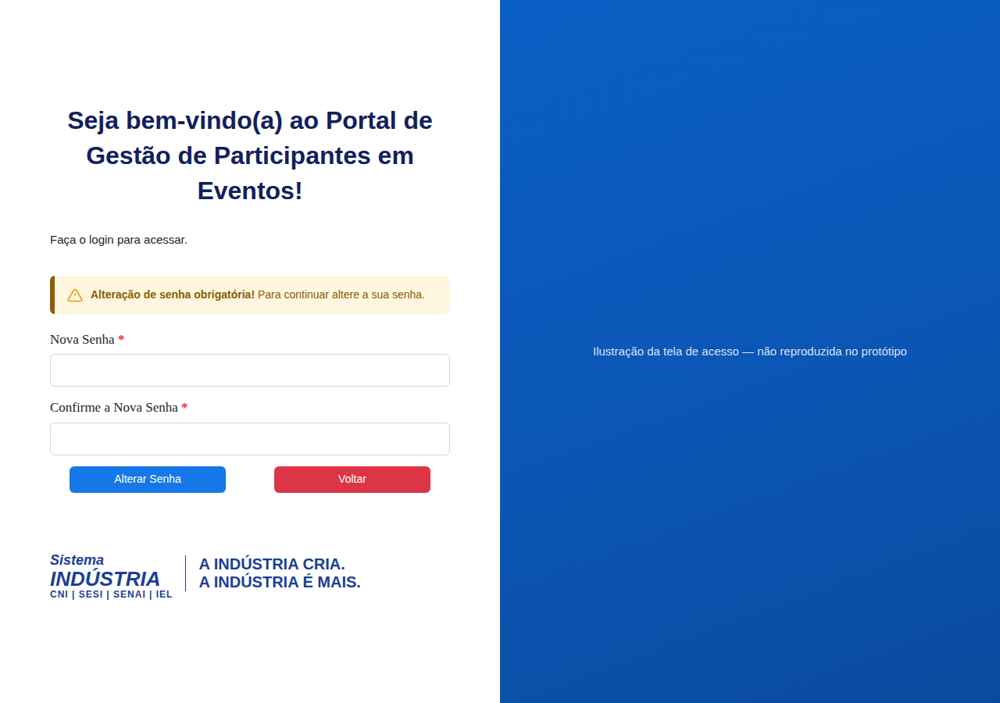 Seja bem-vindo(a) ao Portal de
Gestão de Participantes em
Eventos!
Faça o login para acessar.
Alteração de senha obrigatória! Para continuar altere a sua senha.
Nova Senha *
Confirme a Nova Senha *
Alterar Senha
Voltar
Sistema
INDÚSTRIA
CNI | SESI | SENAI | IEL
A INDÚSTRIA CRIA.
A INDÚSTRIA É MAIS.
Ilustração da tela de acesso — não reproduzida no protótipo